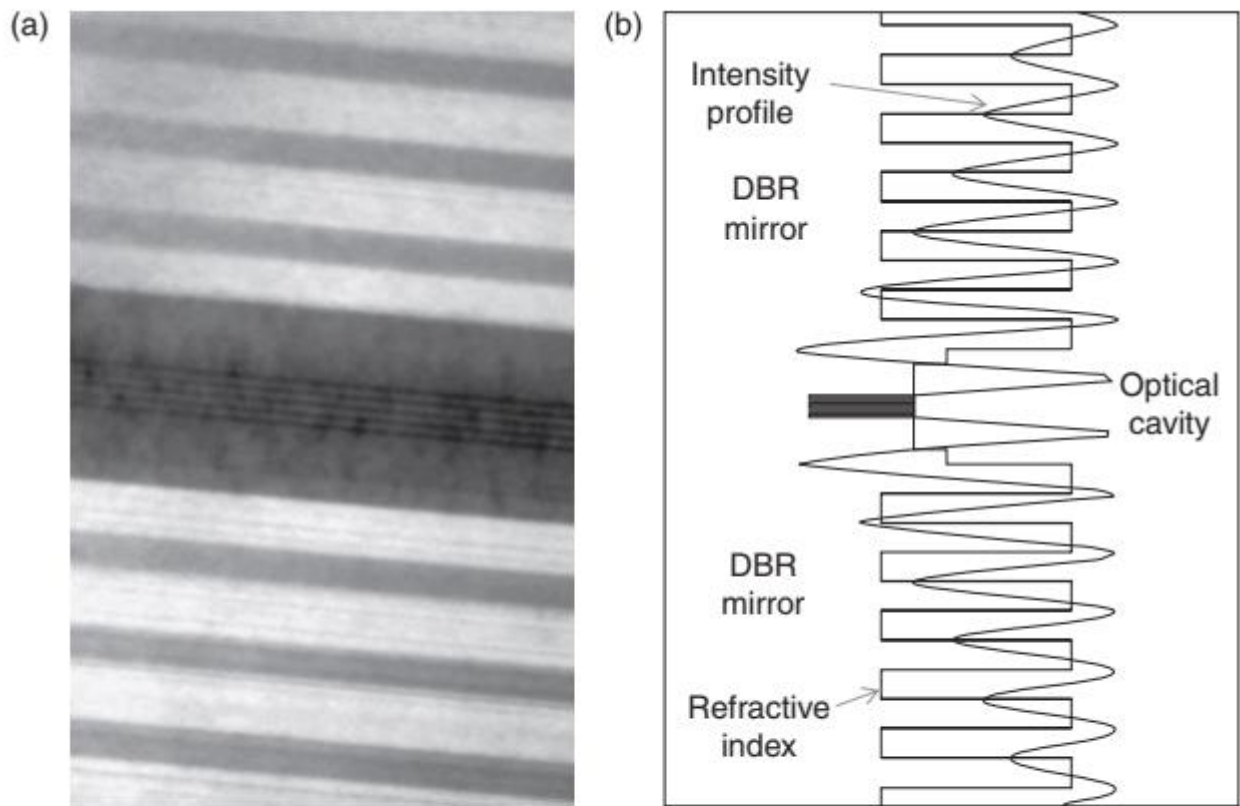 (a)
(b)
Intensity
profile
DBR
mirror
Optical
cavity
DBR
mirror
Refractive
index